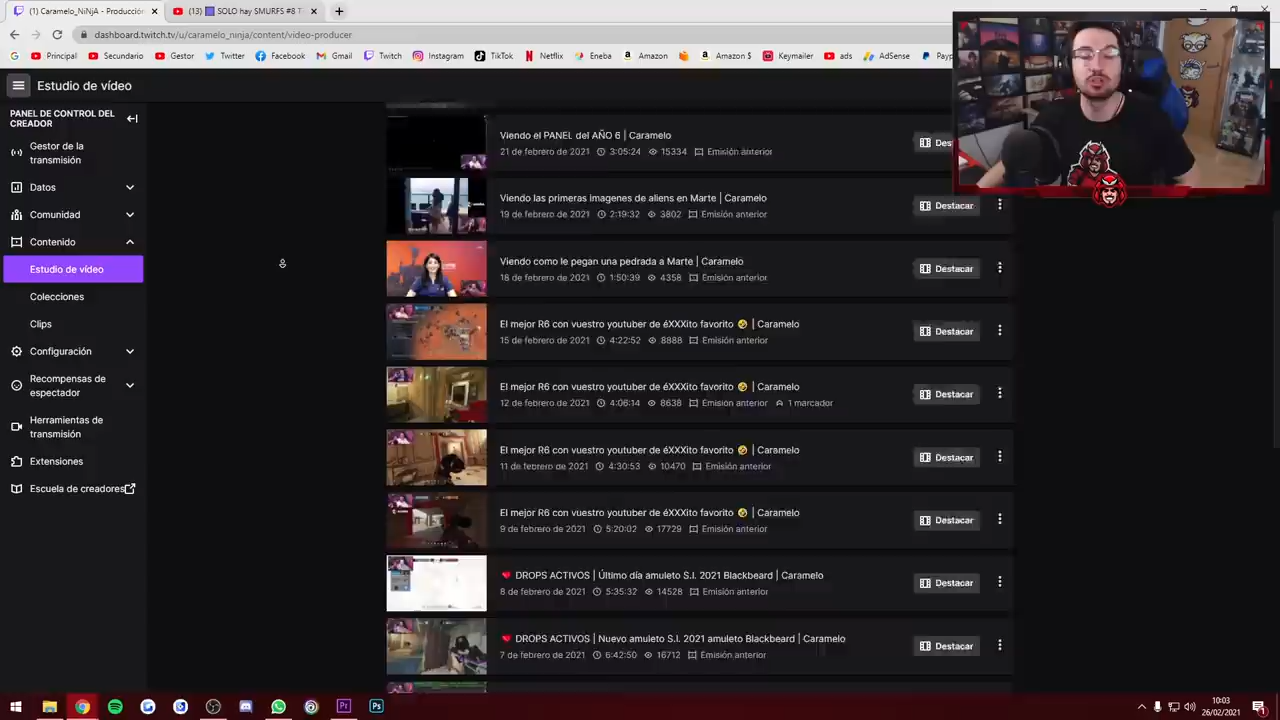 (1) Caramelo_NiNjA - Produccion
(13) SOLO hay SMURFS #8 T
dashboard.twitch.tv/u/caramelo_ninja/content/video-producer
Principal
Secundario
Gestor
Twitter
Facebook
Gmail
Twitch
Instagram
TikTok
Netflix
Eneba
Amazon
Amazon $
Keymailer
ads
AdSense
Estudio de vídeo
PANEL DE CONTROL DEL
CREADOR
Gestor de la
transmisión
Datos
Comunidad
Contenido
Estudio de vídeo
Colecciones
Clips
Configuración
Recompensas de
espectador
Herramientas de
transmisión
Extensiones
Escuela de creadores
Viendo el PANEL del AÑO 6 | Caramelo
21 de febrero de 2021 3:05:24 15334 Emisión anterior
Viendo las primeras Imagenes de aliens en Marte | Caramelo
19 de febrero de 2021 2:19:32 3802 Emisión anterior
Destacar
Viendo como le pegan una pedrada a Marte | Caramelo
18 de febrero de 2021 1:50:39 4358 Emisión anterior
Destacar
El mejor R6 con vuestro youtuber de éXXXito favorito 🤣 | Caramelo
15 de febrero de 2021 4:22:52 8888 Emisión anterior
Destacar
El mejor R6 con vuestro youtuber de éXXXito favorito 🤣 | Caramelo
12 de febrero de 2021 4:06:14 8638 Emisión anterior 1 marcador
Destacar
El mejor R6 con vuestro youtuber de éXXXito favorito 🤣 | Caramelo
11 de febrero de 2021 4:30:53 10470 Emisión anterior
Destacar
El mejor R6 con vuestro youtuber de éXXXito favorito 🤣 | Caramelo
9 de febrero de 2021 5:20:02 17729 Emisión anterior
Destacar
DROPS ACTIVOS | Último día amuleto S.I. 2021 Blackbeard | Caramelo
8 de febrero de 2021 5:35:32 14528 Emisión anterior
Destacar
DROPS ACTIVOS | Nuevo amuleto S.I. 2021 amuleto Blackbeard | Caramelo
7 de febrero de 2021 6:42:50 16712 Emisión anterior
Destacar
10:03
26/02/2021